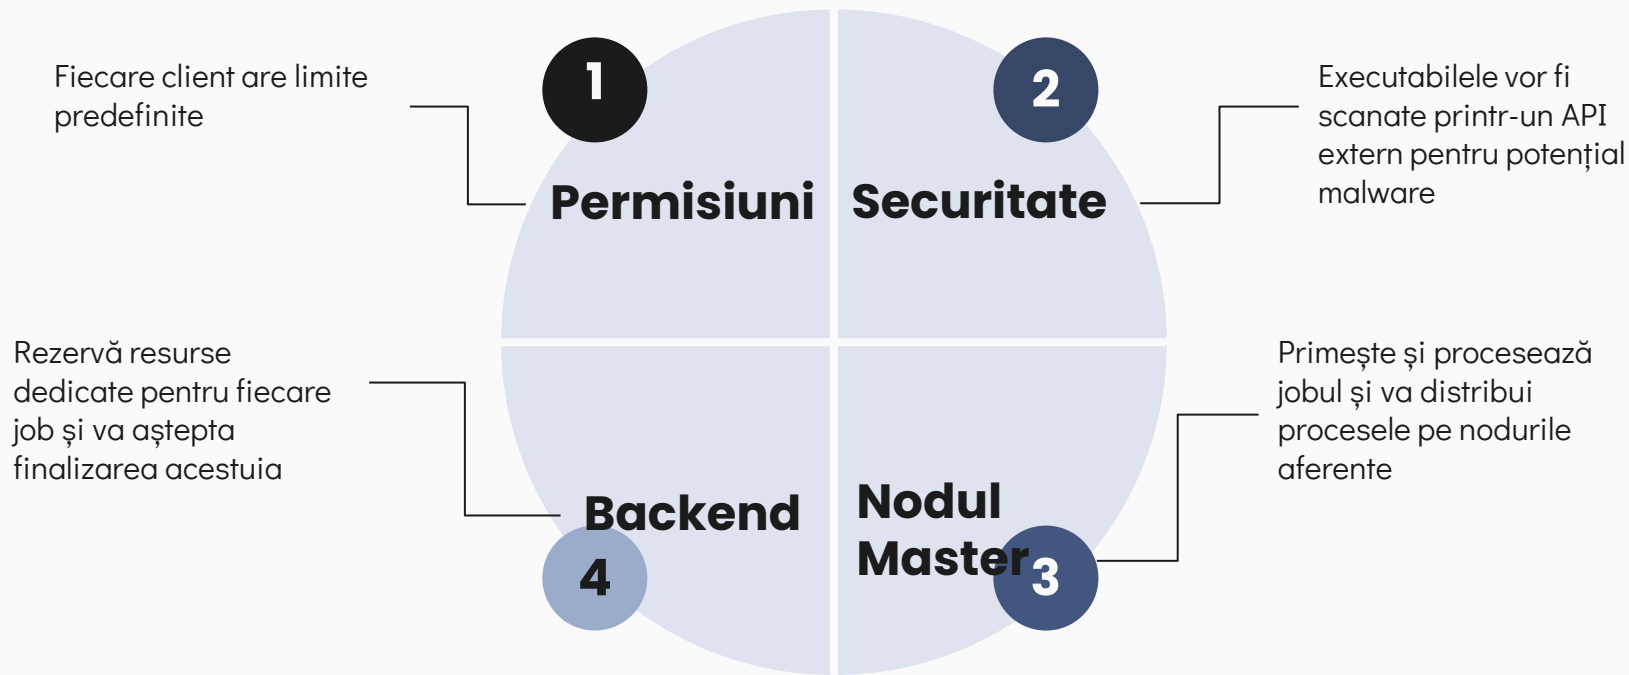 Fiecare client are limite
predefinite
1
Permisiuni
2
Securitate
Executabilele vor fi
scanate printr-un API
extern pentru potențial
malware
Rezervă resurse
dedicate pentru fiecare
job și va aștepta
finalizarea acestuia
Backend
4
Nodul
Master
3
Primește și procesează
jobul și va distribui
procesele pe nodurile
aferente